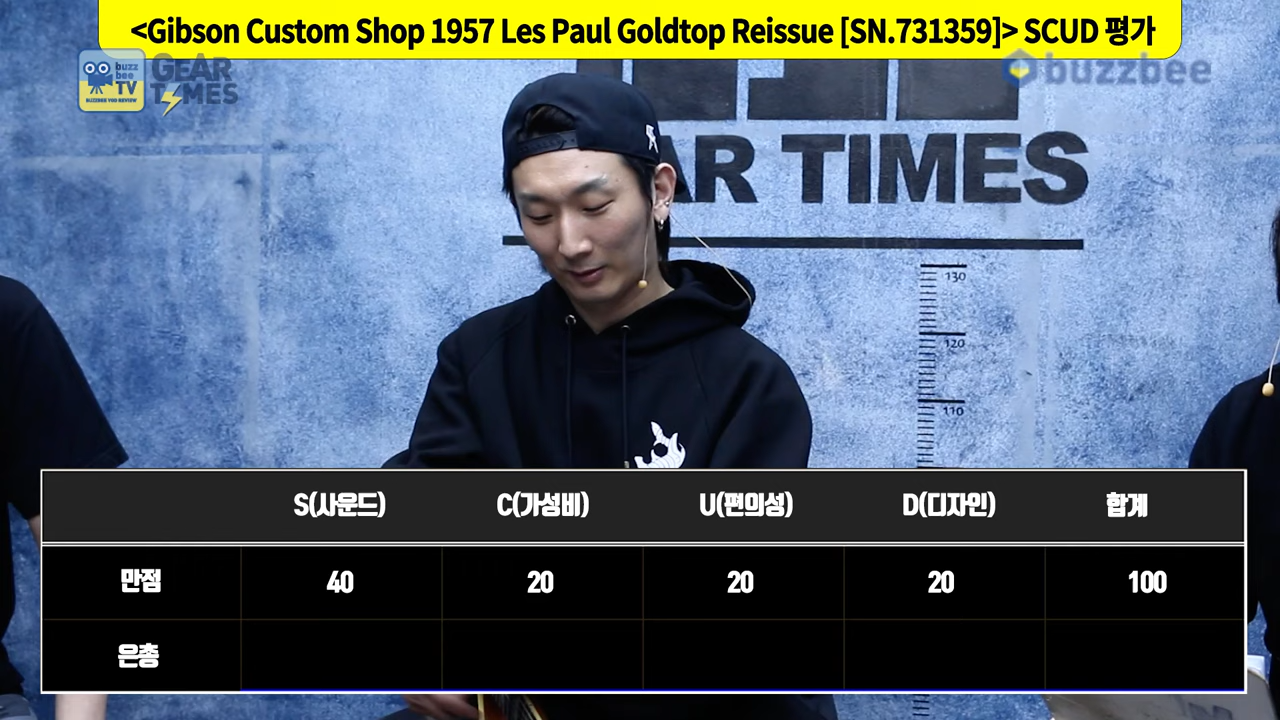 <Gibson Custom Shop 1957 Les Paul Goldtop Reissue [SN.731359]> SCUD 평가
buzz
bee
TV
BUZZBEE VOD REVIEW
GEAR
TIMES
buzzbee
AR TIMES
130
120
110
S(사운드) C(가성비) U(편의성) D(디자인) 합계
만점 40 20 20 20 100
은총